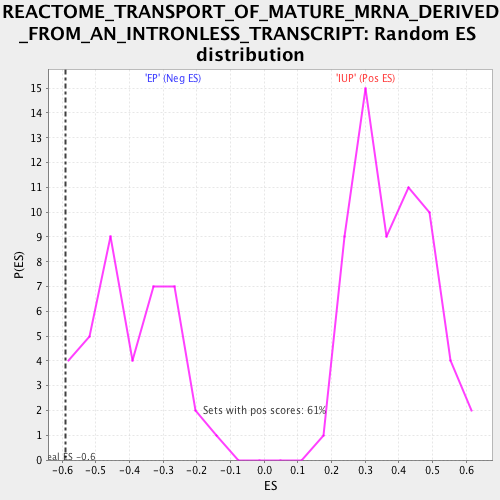 REACTOME_TRANSPORT_OF_MATURE_MRNA_DERIVED
_FROM_AN_INTRONLESS_TRANSCRIPT: Random ES
distribution
'EP' (Neg ES) 'IUP' (Pos ES)
15
14
13
12
11
10
9
8
7
6
5
4
3
2
1
0
P(ES)
Sets with pos scores: 61%
eal ES -0.6
-0.6 -0.5 -0.4 -0.3 -0.2 -0.1 0.0 0.1 0.2 0.3 0.4 0.5 0.6
ES